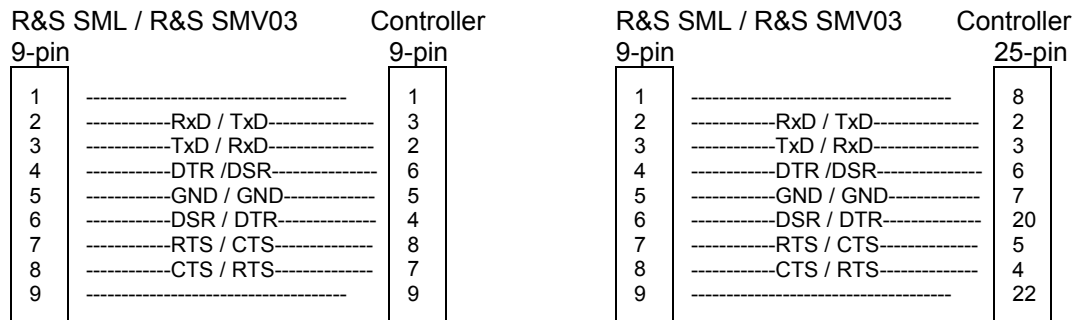 R&S SML / R&S SMV03 Controller R&S SML / R&S SMV03 Controller
9-pin 9-pin 9-pin 25-pin
1 ------------------------------------- 1 1 ------------------------------------- 8
2 ------------RxD / TxD--------------- 3 2 ------------RxD / TxD--------------- 2
3 ------------TxD / RxD--------------- 2 3 ------------TxD / RxD--------------- 3
4 ------------DTR /DSR--------------- 6 4 ------------DTR /DSR--------------- 6
5 ------------GND / GND------------- 5 5 ------------GND / GND------------- 7
6 ------------DSR / DTR-------------- 4 6 ------------DSR / DTR-------------- 20
7 ------------RTS / CTS-------------- 8 7 ------------RTS / CTS-------------- 5
8 ------------CTS / RTS-------------- 7 8 ------------CTS / RTS-------------- 4
9 ------------------------------------- 9 9 ------------------------------------- 22